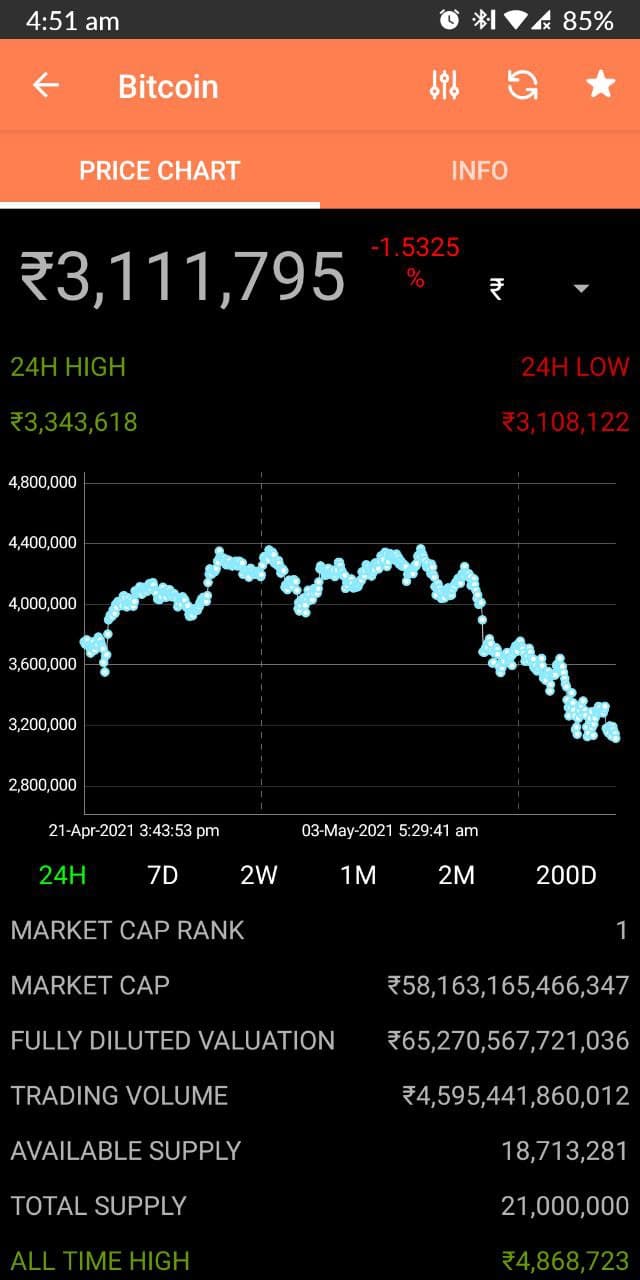 4:51 am 85%
Bitcoin
PRICE CHART INFO
₹3,111,795 -1.5325
% ₹
24H HIGH 24H LOW
₹3,343,618 ₹3,108,122
4,800,000
4,400,000
4,000,000
3,600,000
3,200,000
2,800,000
21-Apr-2021 3:43:53 pm 03-May-2021 5:29:41 am
24H 7D 2W 1M 2M 200D
MARKET CAP RANK 1
MARKET CAP ₹58,163,165,466,347
FULLY DILUTED VALUATION ₹65,270,567,721,036
TRADING VOLUME ₹4,595,441,860,012
AVAILABLE SUPPLY 18,713,281
TOTAL SUPPLY 21,000,000
ALL TIME HIGH ₹4,868,723